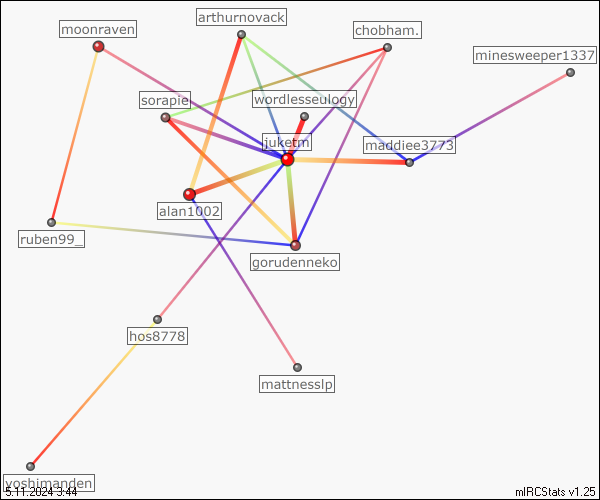 arthurnovack
moonraven
chobham.
minesweeper1337
sorapie
wordlesseulogy
juketm
maddiee3773
alan1002
ruben99_
gorudenneko
hos8778
mattnesslp
yoshimanden
5.11.2024 3:44
mIRCStats v1.25